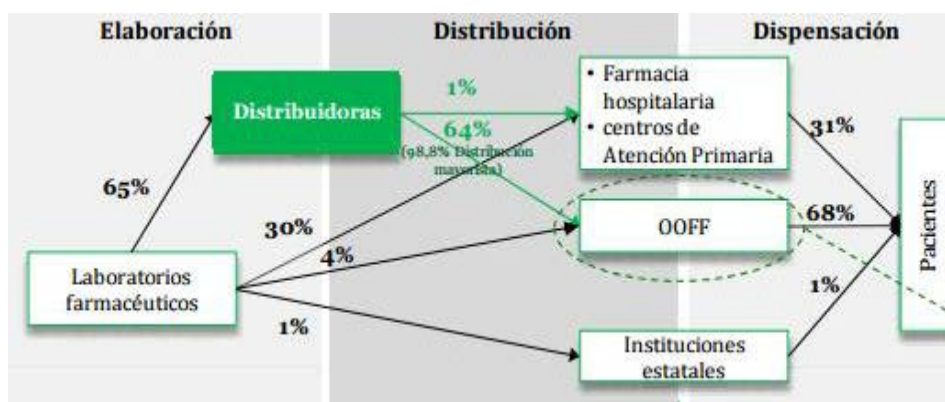 Elaboración
Distribución
Dispensación
Distribuidoras
1%
64%
(98,8% Distribución
mayorista)
• Farmacia
hospitalaria
• centros de
Atención Primaria
31%
65%
30%
4%
OOFF
68%
Pacientes
Laboratorios
farmacéuticos
1%
1%
Instituciones
estatales